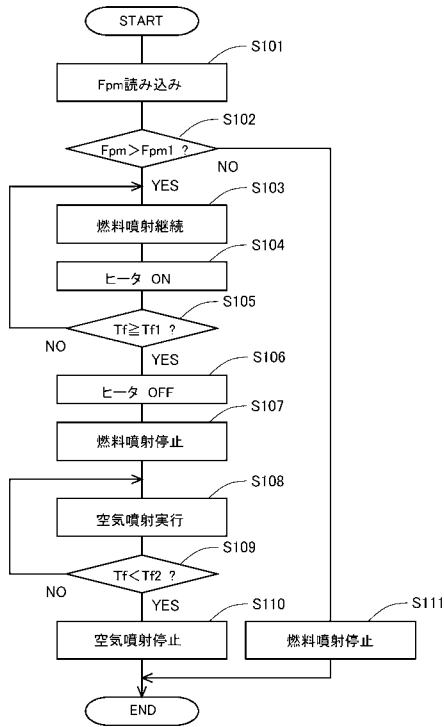 START
S101
Fpm読み込み
S102
Fpm>Fpm1 ?
NO
YES
S103
燃料噴射継続
S104
ヒータ ON
S105
Tf≧Tf1 ?
NO
YES
S106
ヒータ OFF
S107
燃料噴射停止
S108
空気噴射実行
S109
Tf<Tf2 ?
NO
YES
S110
空気噴射停止
S111
燃料噴射停止
END